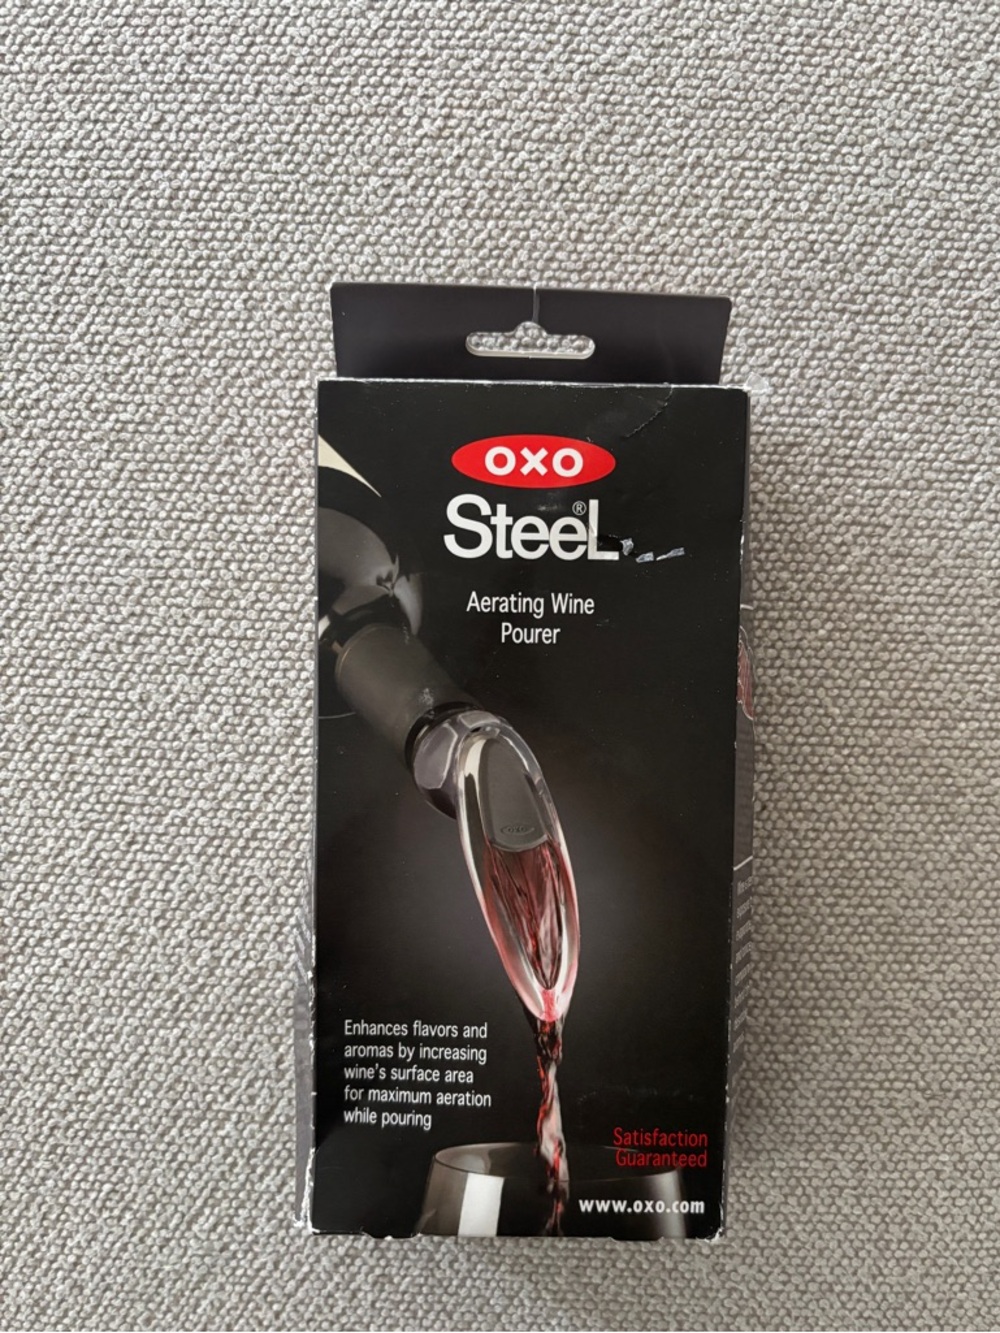 OXO
SteeL®
Aerating Wine
Pourer
OXO
Enhances flavors and
aromas by increasing
wine's surface area
for maximum aeration
while pouring
Satisfaction
Guaranteed
www.oxo.com